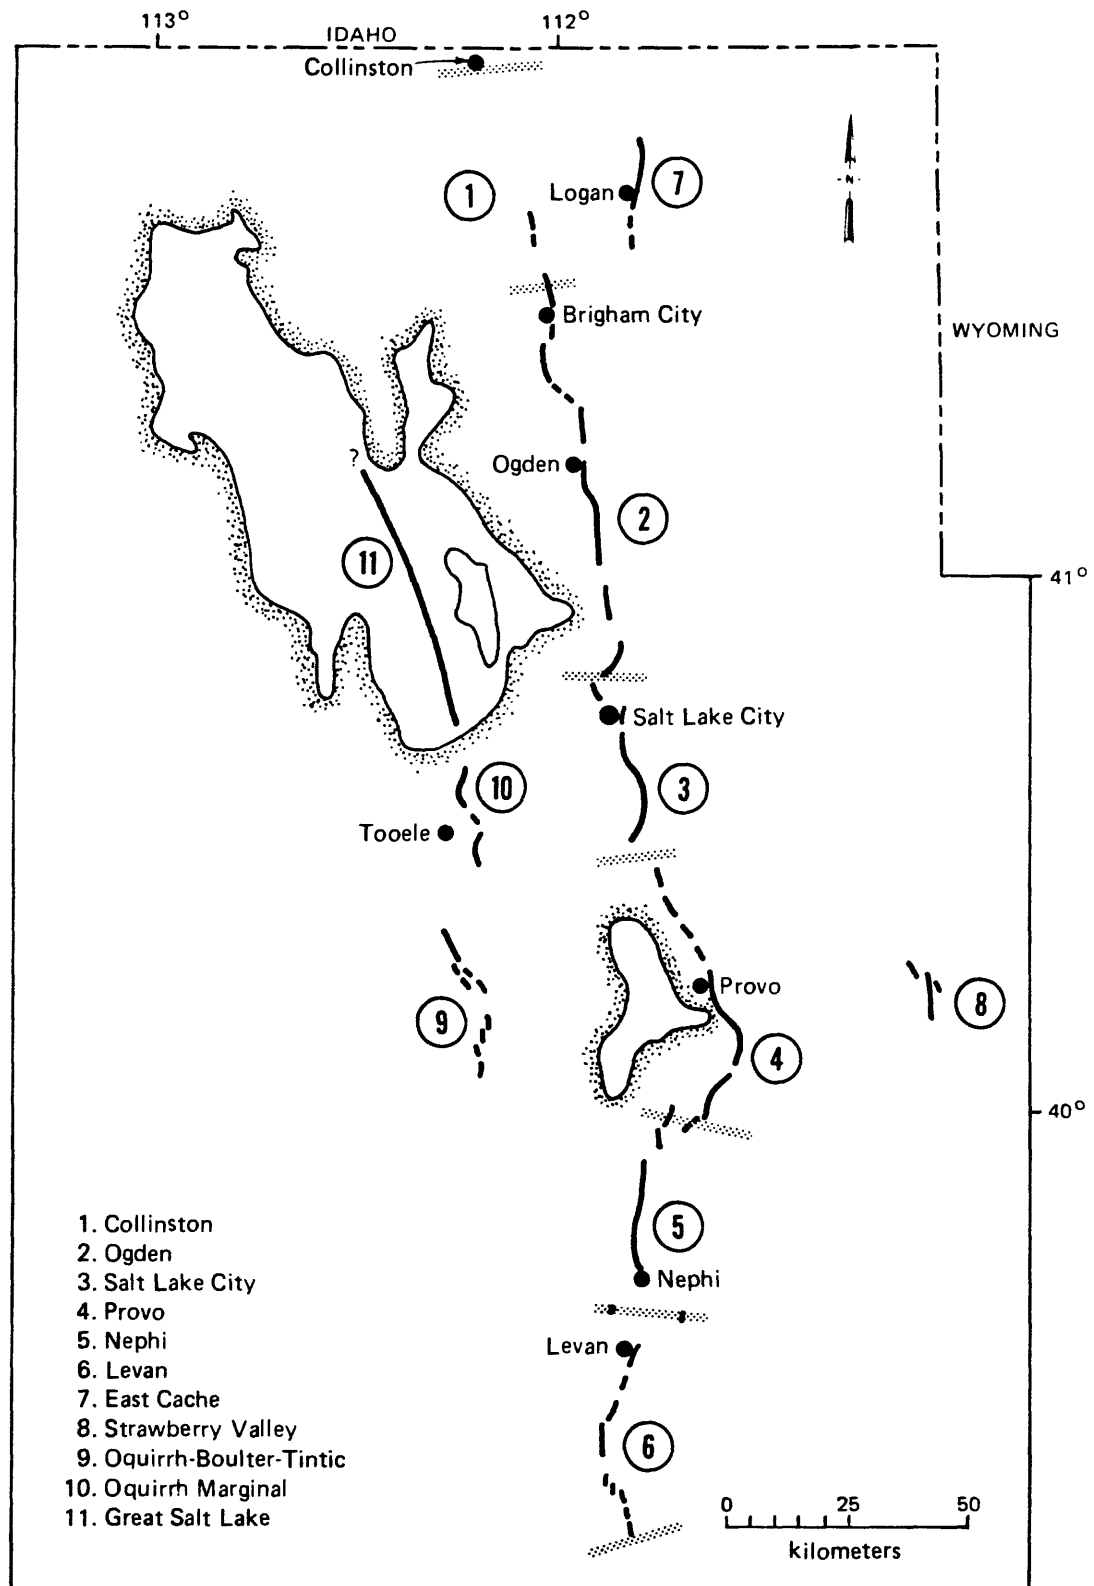 113° 112°
IDAHO
Collinston
1 Logan 7
N
Brigham City
WYOMING
?
Ogden
2
11
41°
Salt Lake City
10 3
Tooele
Provo
9 8
4
40°
5
Nephi
Levan
6
1. Collinston
2. Ogden
3. Salt Lake City
4. Provo
5. Nephi
6. Levan
7. East Cache
8. Strawberry Valley
9. Oquirrh-Boulter-Tintic
10. Oquirrh Marginal
11. Great Salt Lake
0 25 50
kilometers